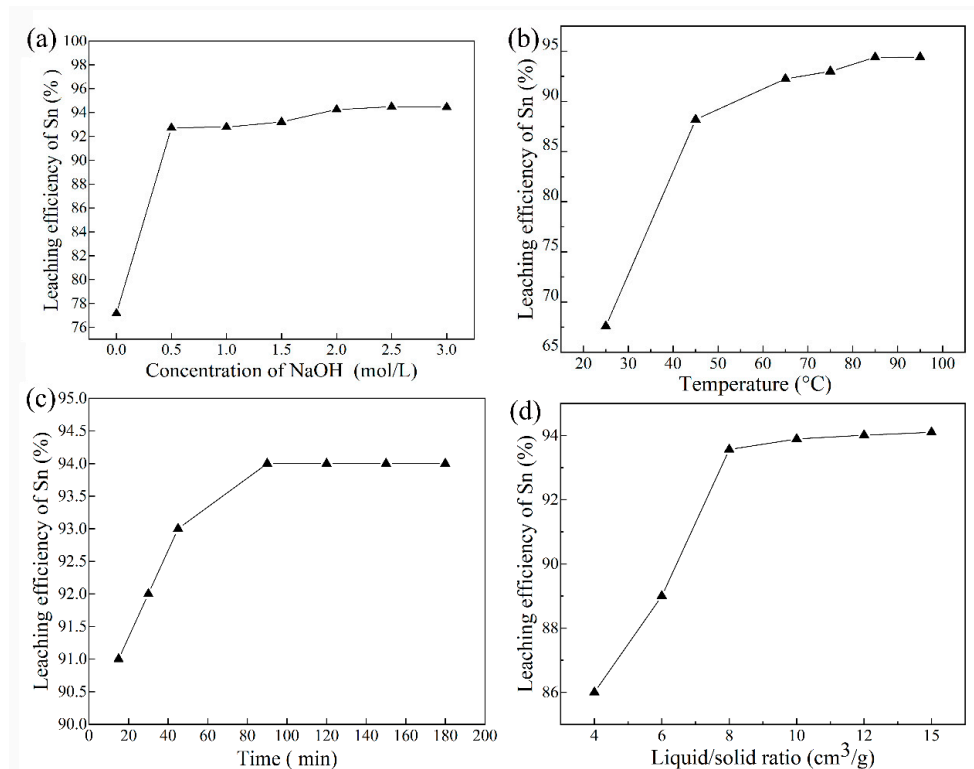 (a)
Leaching efficiency of Sn (%)
100
98
96
94
92
90
88
86
84
82
80
78
76
0.0 0.5 1.0 1.5 2.0 2.5 3.0
Concentration of NaOH (mol/L)
(b)
Leaching efficiency of Sn (%)
95
90
85
80
75
70
65
20 30 40 50 60 70 80 90 100
Temperature (°C)
(c)
Leaching efficiency of Sn (%)
95.0
94.5
94.0
93.5
93.0
92.5
92.0
91.5
91.0
90.5
90.0
0 20 40 60 80 100 120 140 160 180 200
Time ( min)
(d)
Leaching efficiency of Sn (%)
94
92
90
88
86
4 6 8 10 12 15
Liquid/solid ratio (cm³/g)